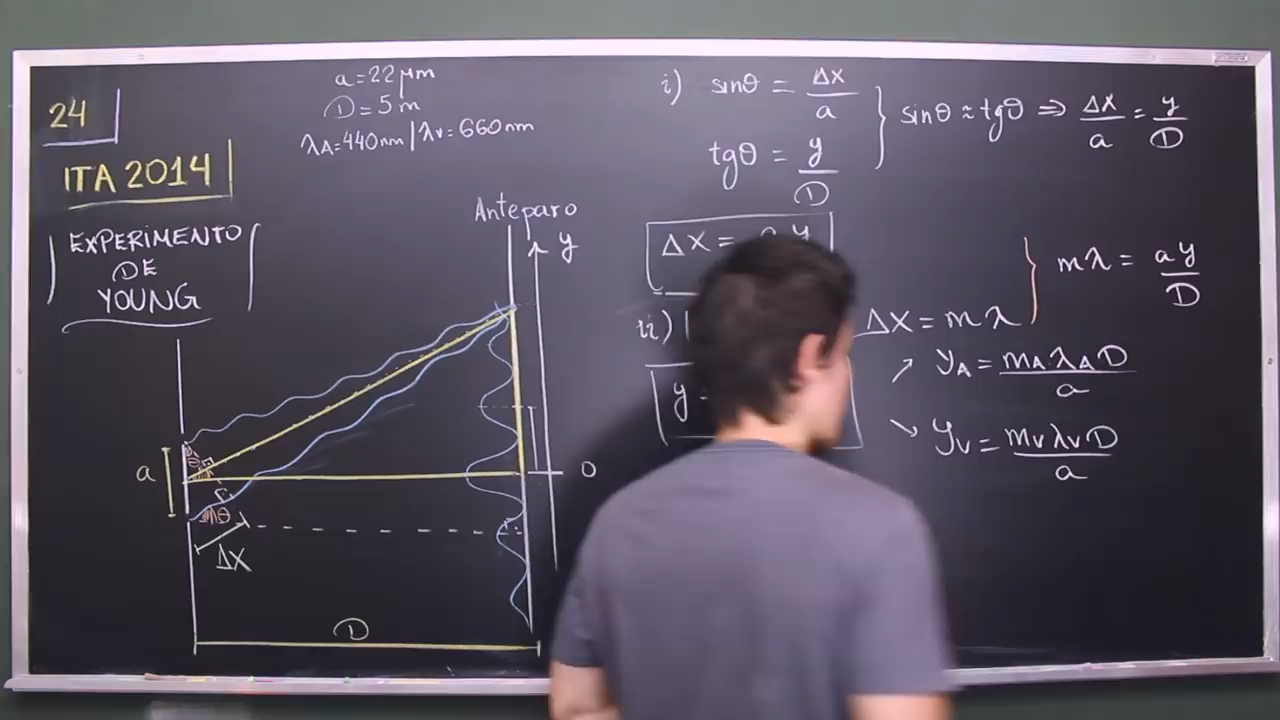 24
ITA 2014
EXPERIMENTO
DE
YOUNG
a = 22 μm
D = 5 m
λA = 440 nm | λV = 660 nm
Anteparo
y
0
a
θ
θ
ΔX
D
i) sinθ = ΔX/a
tgθ = y/D
} sinθ ≈ tgθ ⇒ ΔX/a = y/D
ΔX =
ii)
ΔX = mλ
} mλ = ay/D
y
yA = mA λA D/a
yV = mV λV D/a